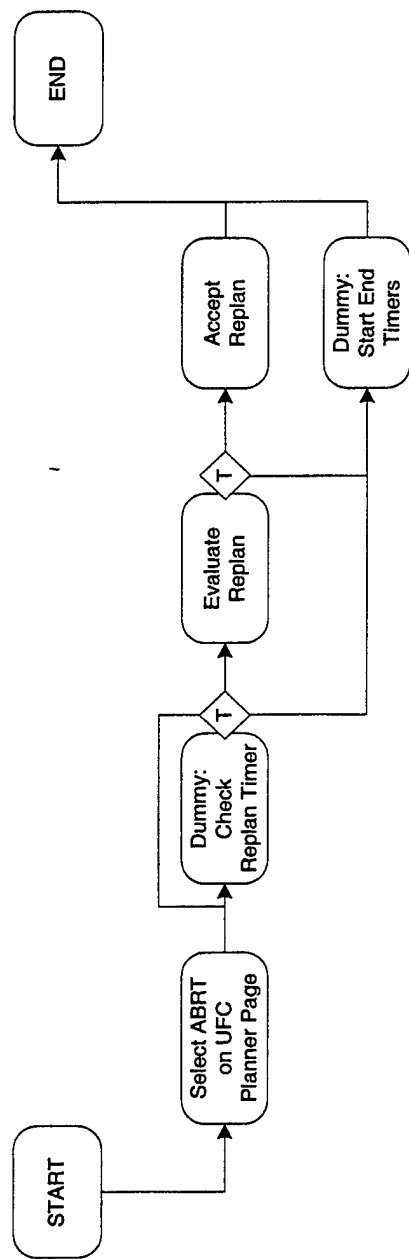 START
Select ABRT
on UFC
Planner Page
Dummy:
Check
Replan Timer
T
Evaluate
Replan
T
Accept
Replan
Dummy:
Start End
Timers
END